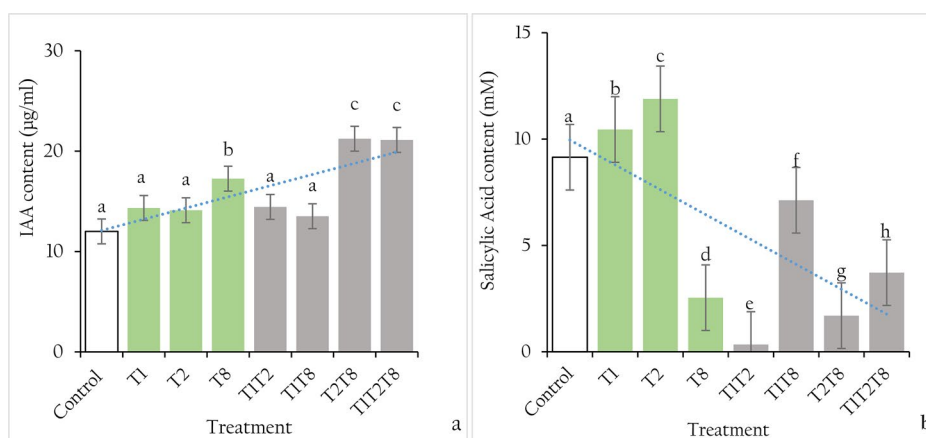 30
20
10
0
IAA content (µg/ml)
a
a
a
b
a
a
c
c
Control
T1
T2
T8
T1T2
T1T8
T2T8
T1T2T8
Treatment
a
15
10
5
0
Salicylic Acid content (mM)
a
b
c
d
e
f
g
h
Control
T1
T2
T8
T1T2
T1T8
T2T8
T1T2T8
Treatment
b